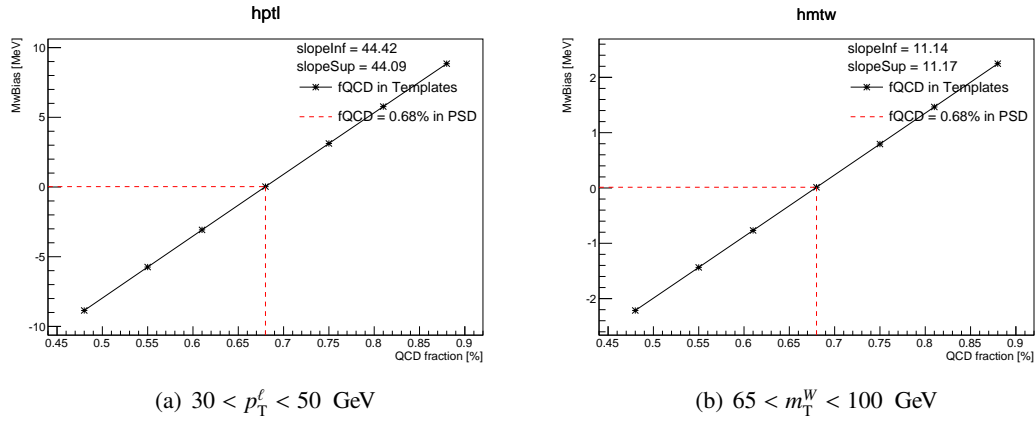 hptl
MwBias [MeV]
slopeInf = 44.42
slopeSup = 44.09
fQCD in Templates
fQCD = 0.68% in PSD
10
5
0
-5
-10
0.45 0.5 0.55 0.6 0.65 0.7 0.75 0.8 0.85 0.9
QCD fraction [%]
(a) 30 < p_T^ℓ < 50 GeV
hmtw
MwBias [MeV]
slopeInf = 11.14
slopeSup = 11.17
fQCD in Templates
fQCD = 0.68% in PSD
2
1
0
-1
-2
0.45 0.5 0.55 0.6 0.65 0.7 0.75 0.8 0.85 0.9
QCD fraction [%]
(b) 65 < m_T^W < 100 GeV